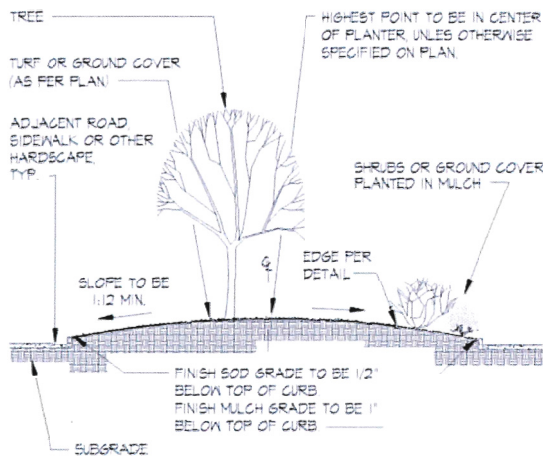 TREE
HIGHEST POINT TO BE IN CENTER
OF PLANTER, UNLES OTHERWISE
SPECIFIED ON PLAN.
TURF OR GROUND COVER
(AS PER PLAN)
ADJACENT ROAD,
SIDEWALK OR OTHER
HARDSCAPE,
TYP.
SHRUBS OR GROUND COVER
PLANTED IN MULCH
EDGE PER
DETAIL
SLOPE TO BE
1:12 MIN.
FINISH SOD GRADE TO BE 1/2"
BELOW TOP OF CURB
FINISH MULCH GRADE TO BE 1"
BELOW TOP OF CURB
SUBGRADE